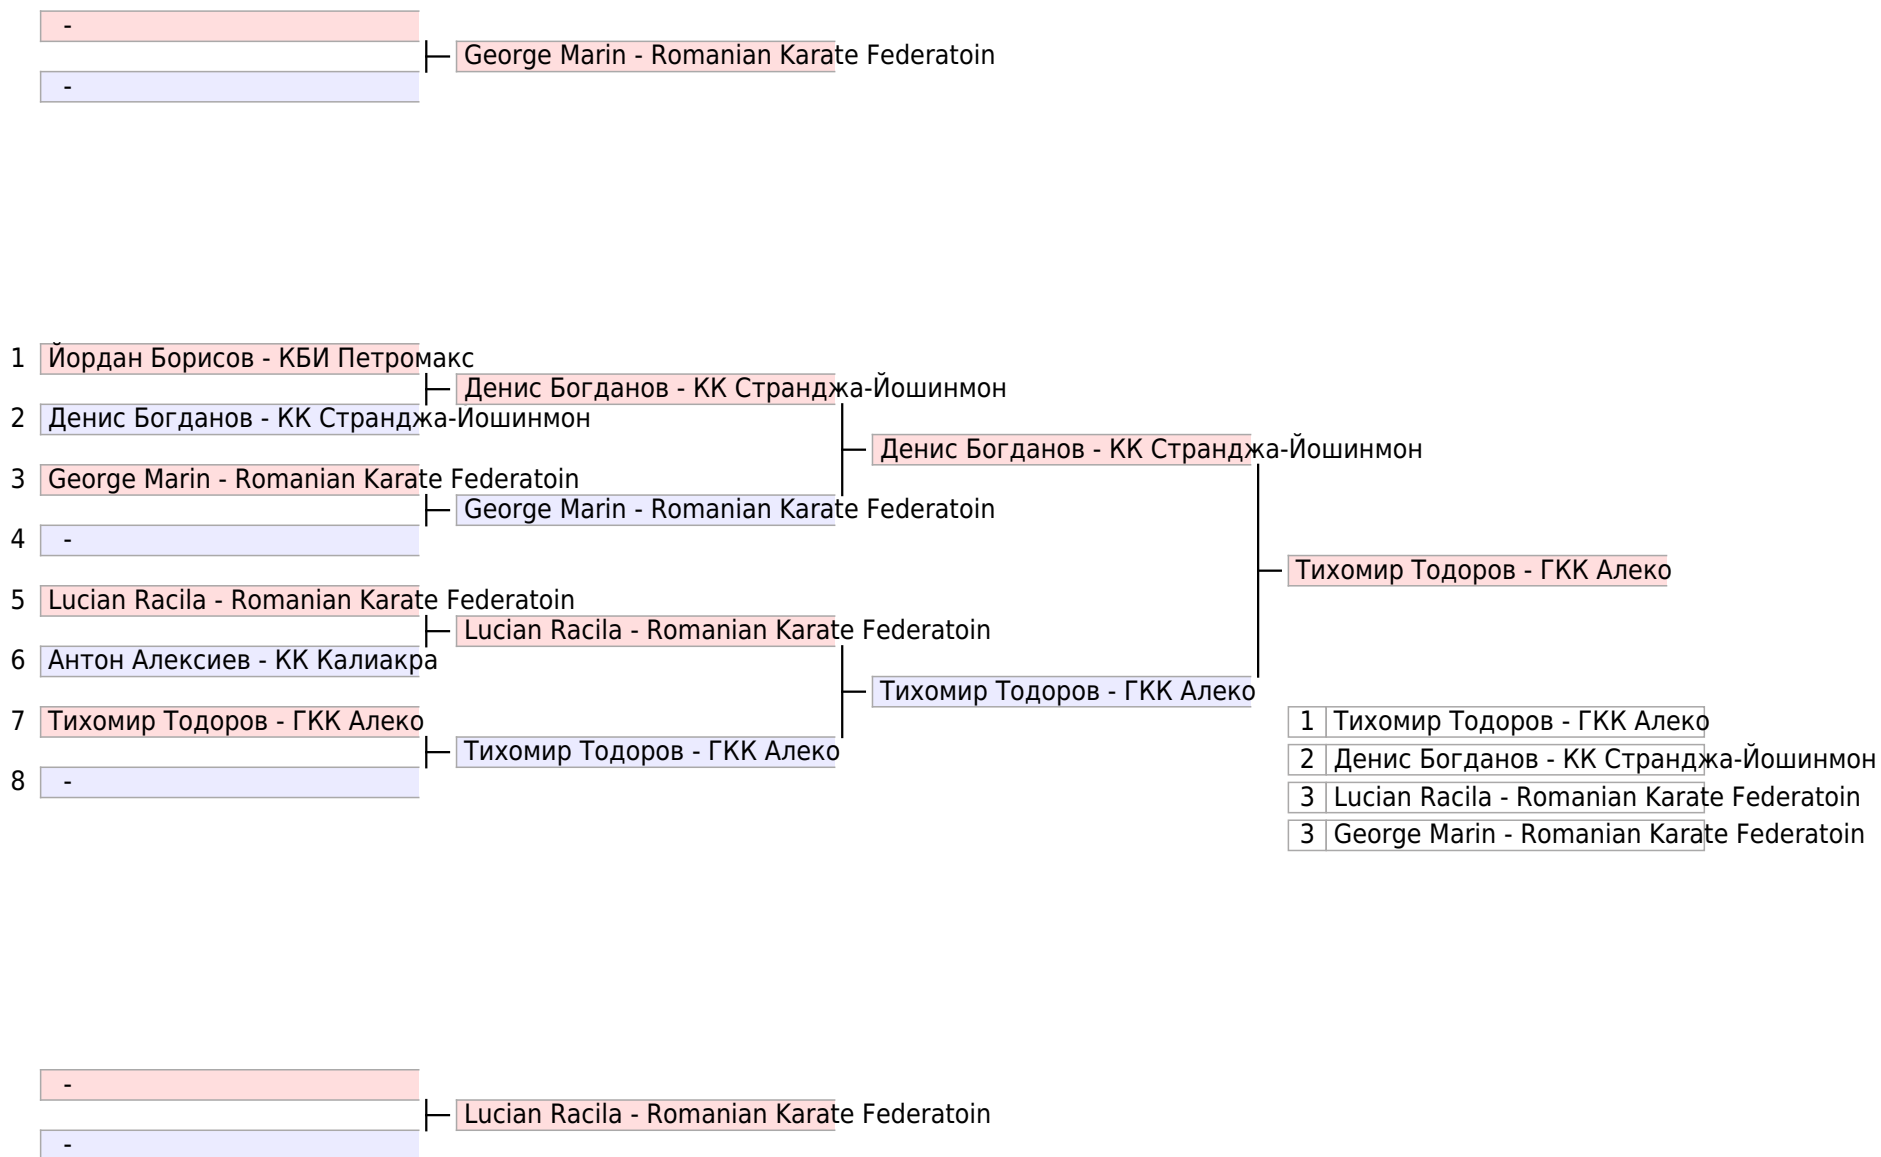 -
George Marin - Romanian Karate Federatoin
-
1 Йордан Борисов - КБИ Петромакс
Денис Богданов - КК Странджа-Йошинмон
2 Денис Богданов - КК Странджа-Йошинмон
Денис Богданов - КК Странджа-Йошинмон
3 George Marin - Romanian Karate Federatoin
George Marin - Romanian Karate Federatoin
4 -
Тихомир Тодоров - ГКК Алеко
5 Lucian Racila - Romanian Karate Federatoin
Lucian Racila - Romanian Karate Federatoin
6 Антон Алексиев - КК Калиакра
Тихомир Тодоров - ГКК Алеко
7 Тихомир Тодоров - ГКК Алеко
Тихомир Тодоров - ГКК Алеко
8 -
1 Тихомир Тодоров - ГКК Алеко
2 Денис Богданов - КК Странджа-Йошинмон
3 Lucian Racila - Romanian Karate Federatoin
3 George Marin - Romanian Karate Federatoin
-
Lucian Racila - Romanian Karate Federatoin
-